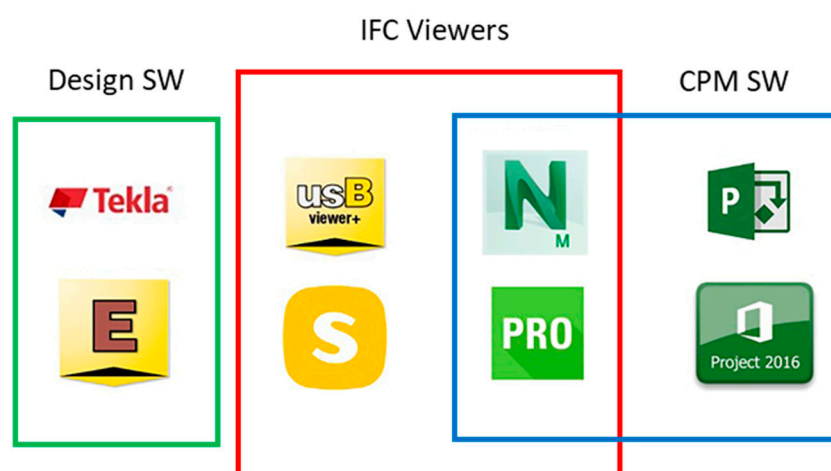 IFC Viewers
Design SW
CPM SW
Tekla
usB
viewer+
N
M
P
E
S
PRO
Project 2016